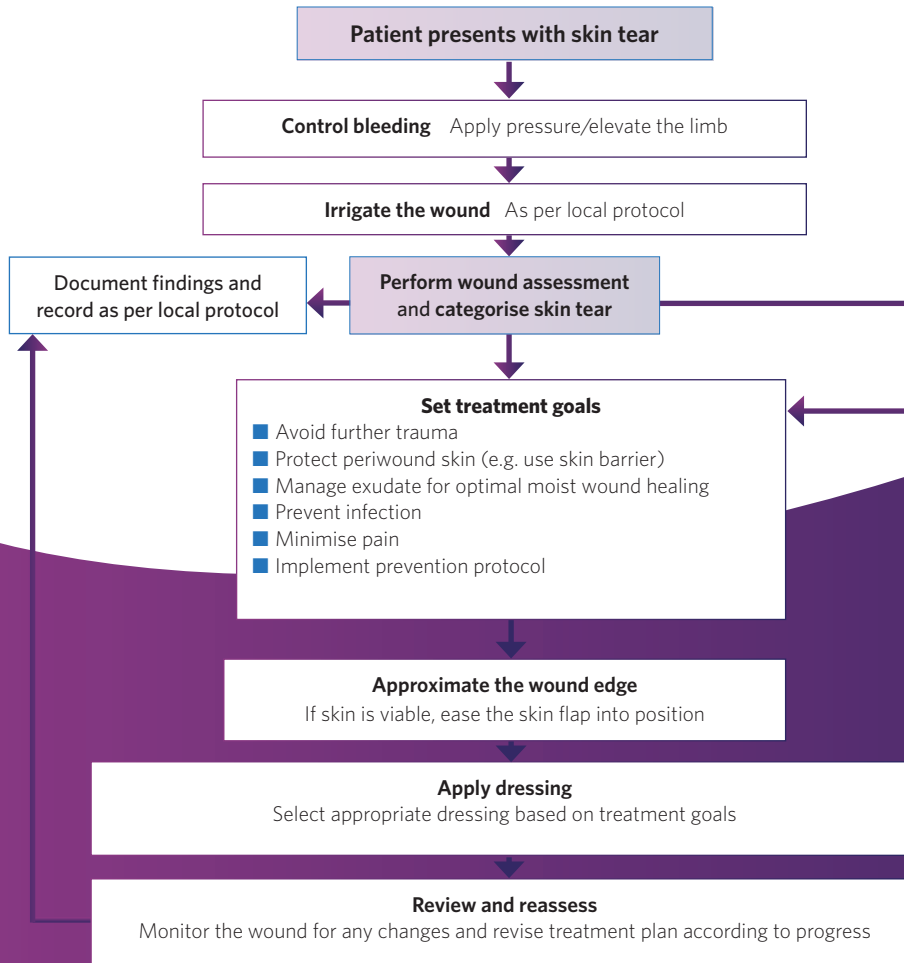 Patient presents with skin tear
Control bleeding Apply pressure/elevate the limb
Irrigate the wound As per local protocol
Document findings and
record as per local protocol
Perform wound assessment
and categorise skin tear
Set treatment goals
Avoid further trauma
Protect periwound skin (e.g. use skin barrier)
Manage exudate for optimal moist wound healing
Prevent infection
Minimise pain
Implement prevention protocol
Approximate the wound edge
If skin is viable, ease the skin flap into position
Apply dressing
Select appropriate dressing based on treatment goals
Review and reassess
Monitor the wound for any changes and revise treatment plan according to progress